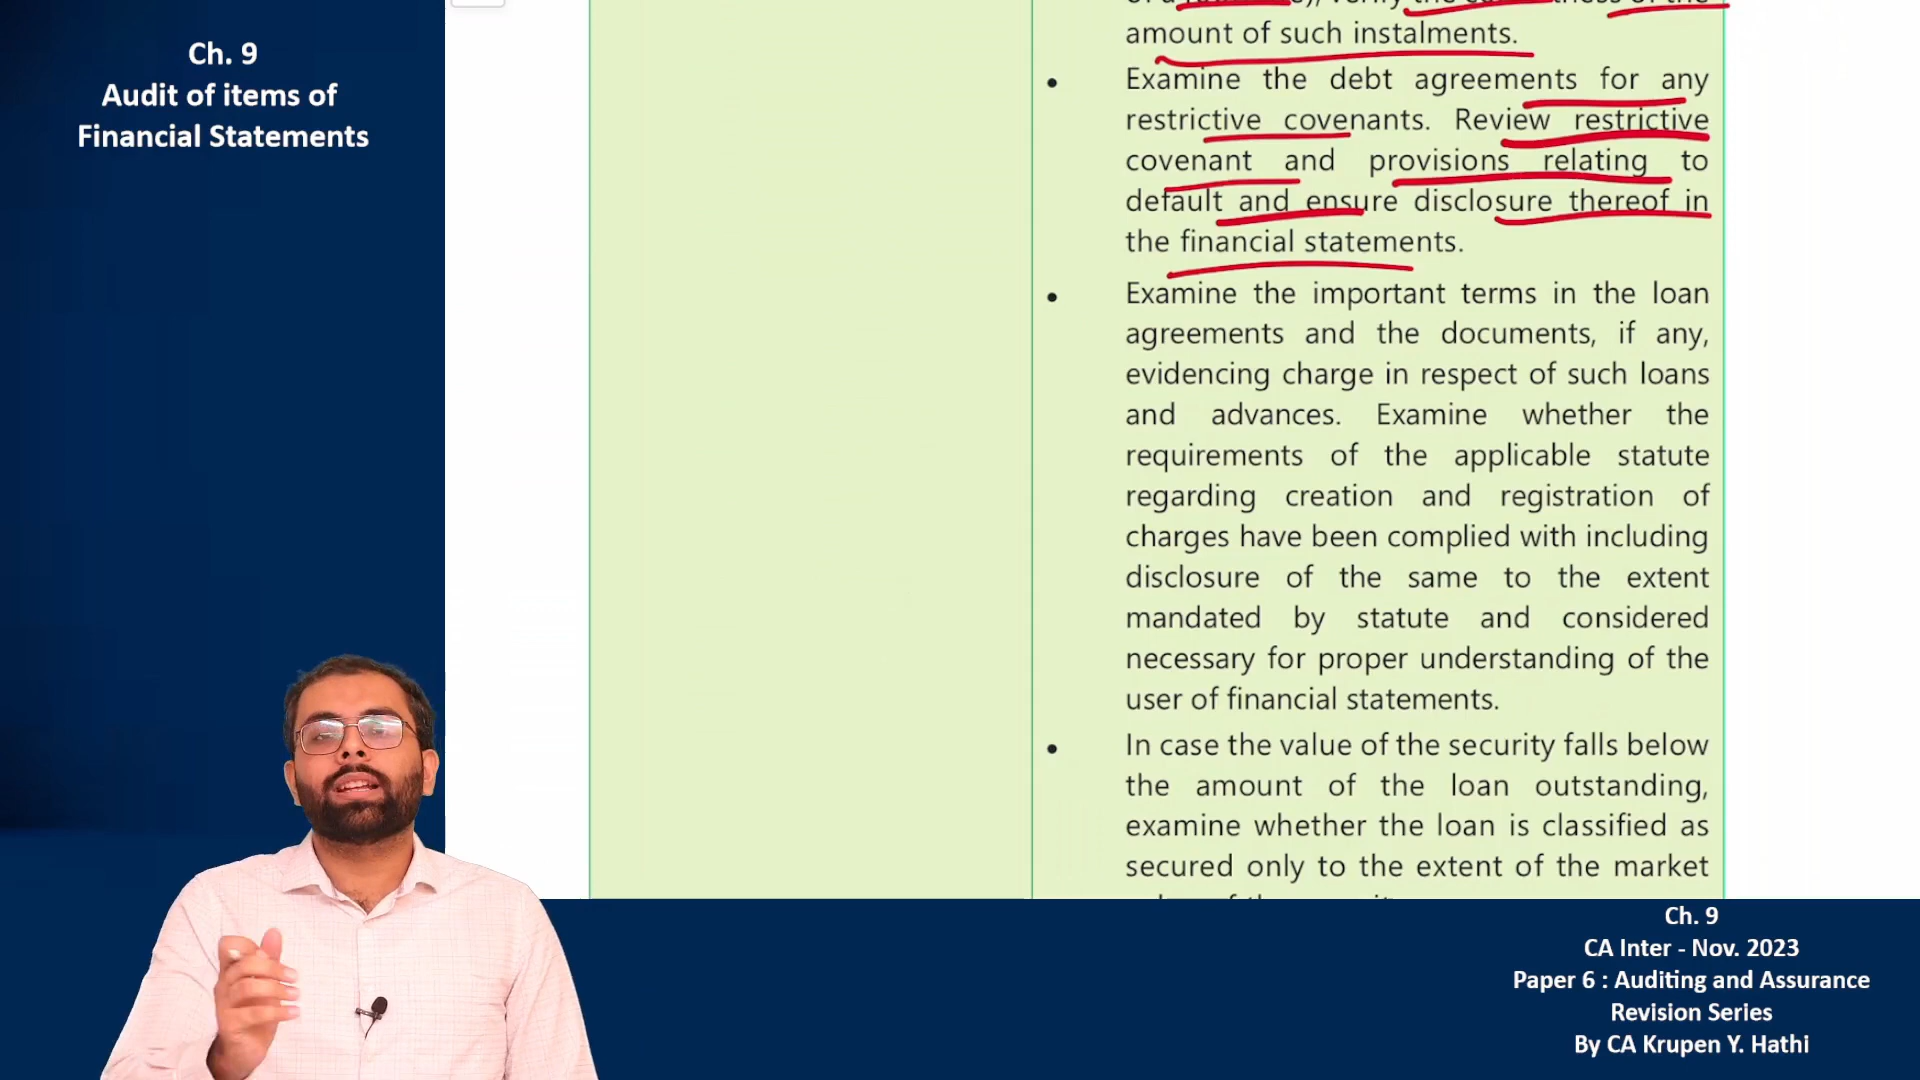 Ch. 9
Audit of items of
Financial Statements
amount of such instalments.
• Examine the debt agreements for any
restrictive covenants. Review restrictive
covenant and provisions relating to
default and ensure disclosure thereof in
the financial statements.
• Examine the important terms in the loan
agreements and the documents, if any,
evidencing charge in respect of such loans
and advances. Examine whether the
requirements of the applicable statute
regarding creation and registration of
charges have been complied with including
disclosure of the same to the extent
mandated by statute and considered
necessary for proper understanding of the
user of financial statements.
• In case the value of the security falls below
the amount of the loan outstanding,
examine whether the loan is classified as
secured only to the extent of the market
Ch. 9
CA Inter - Nov. 2023
Paper 6 : Auditing and Assurance
Revision Series
By CA Krupen Y. Hathi